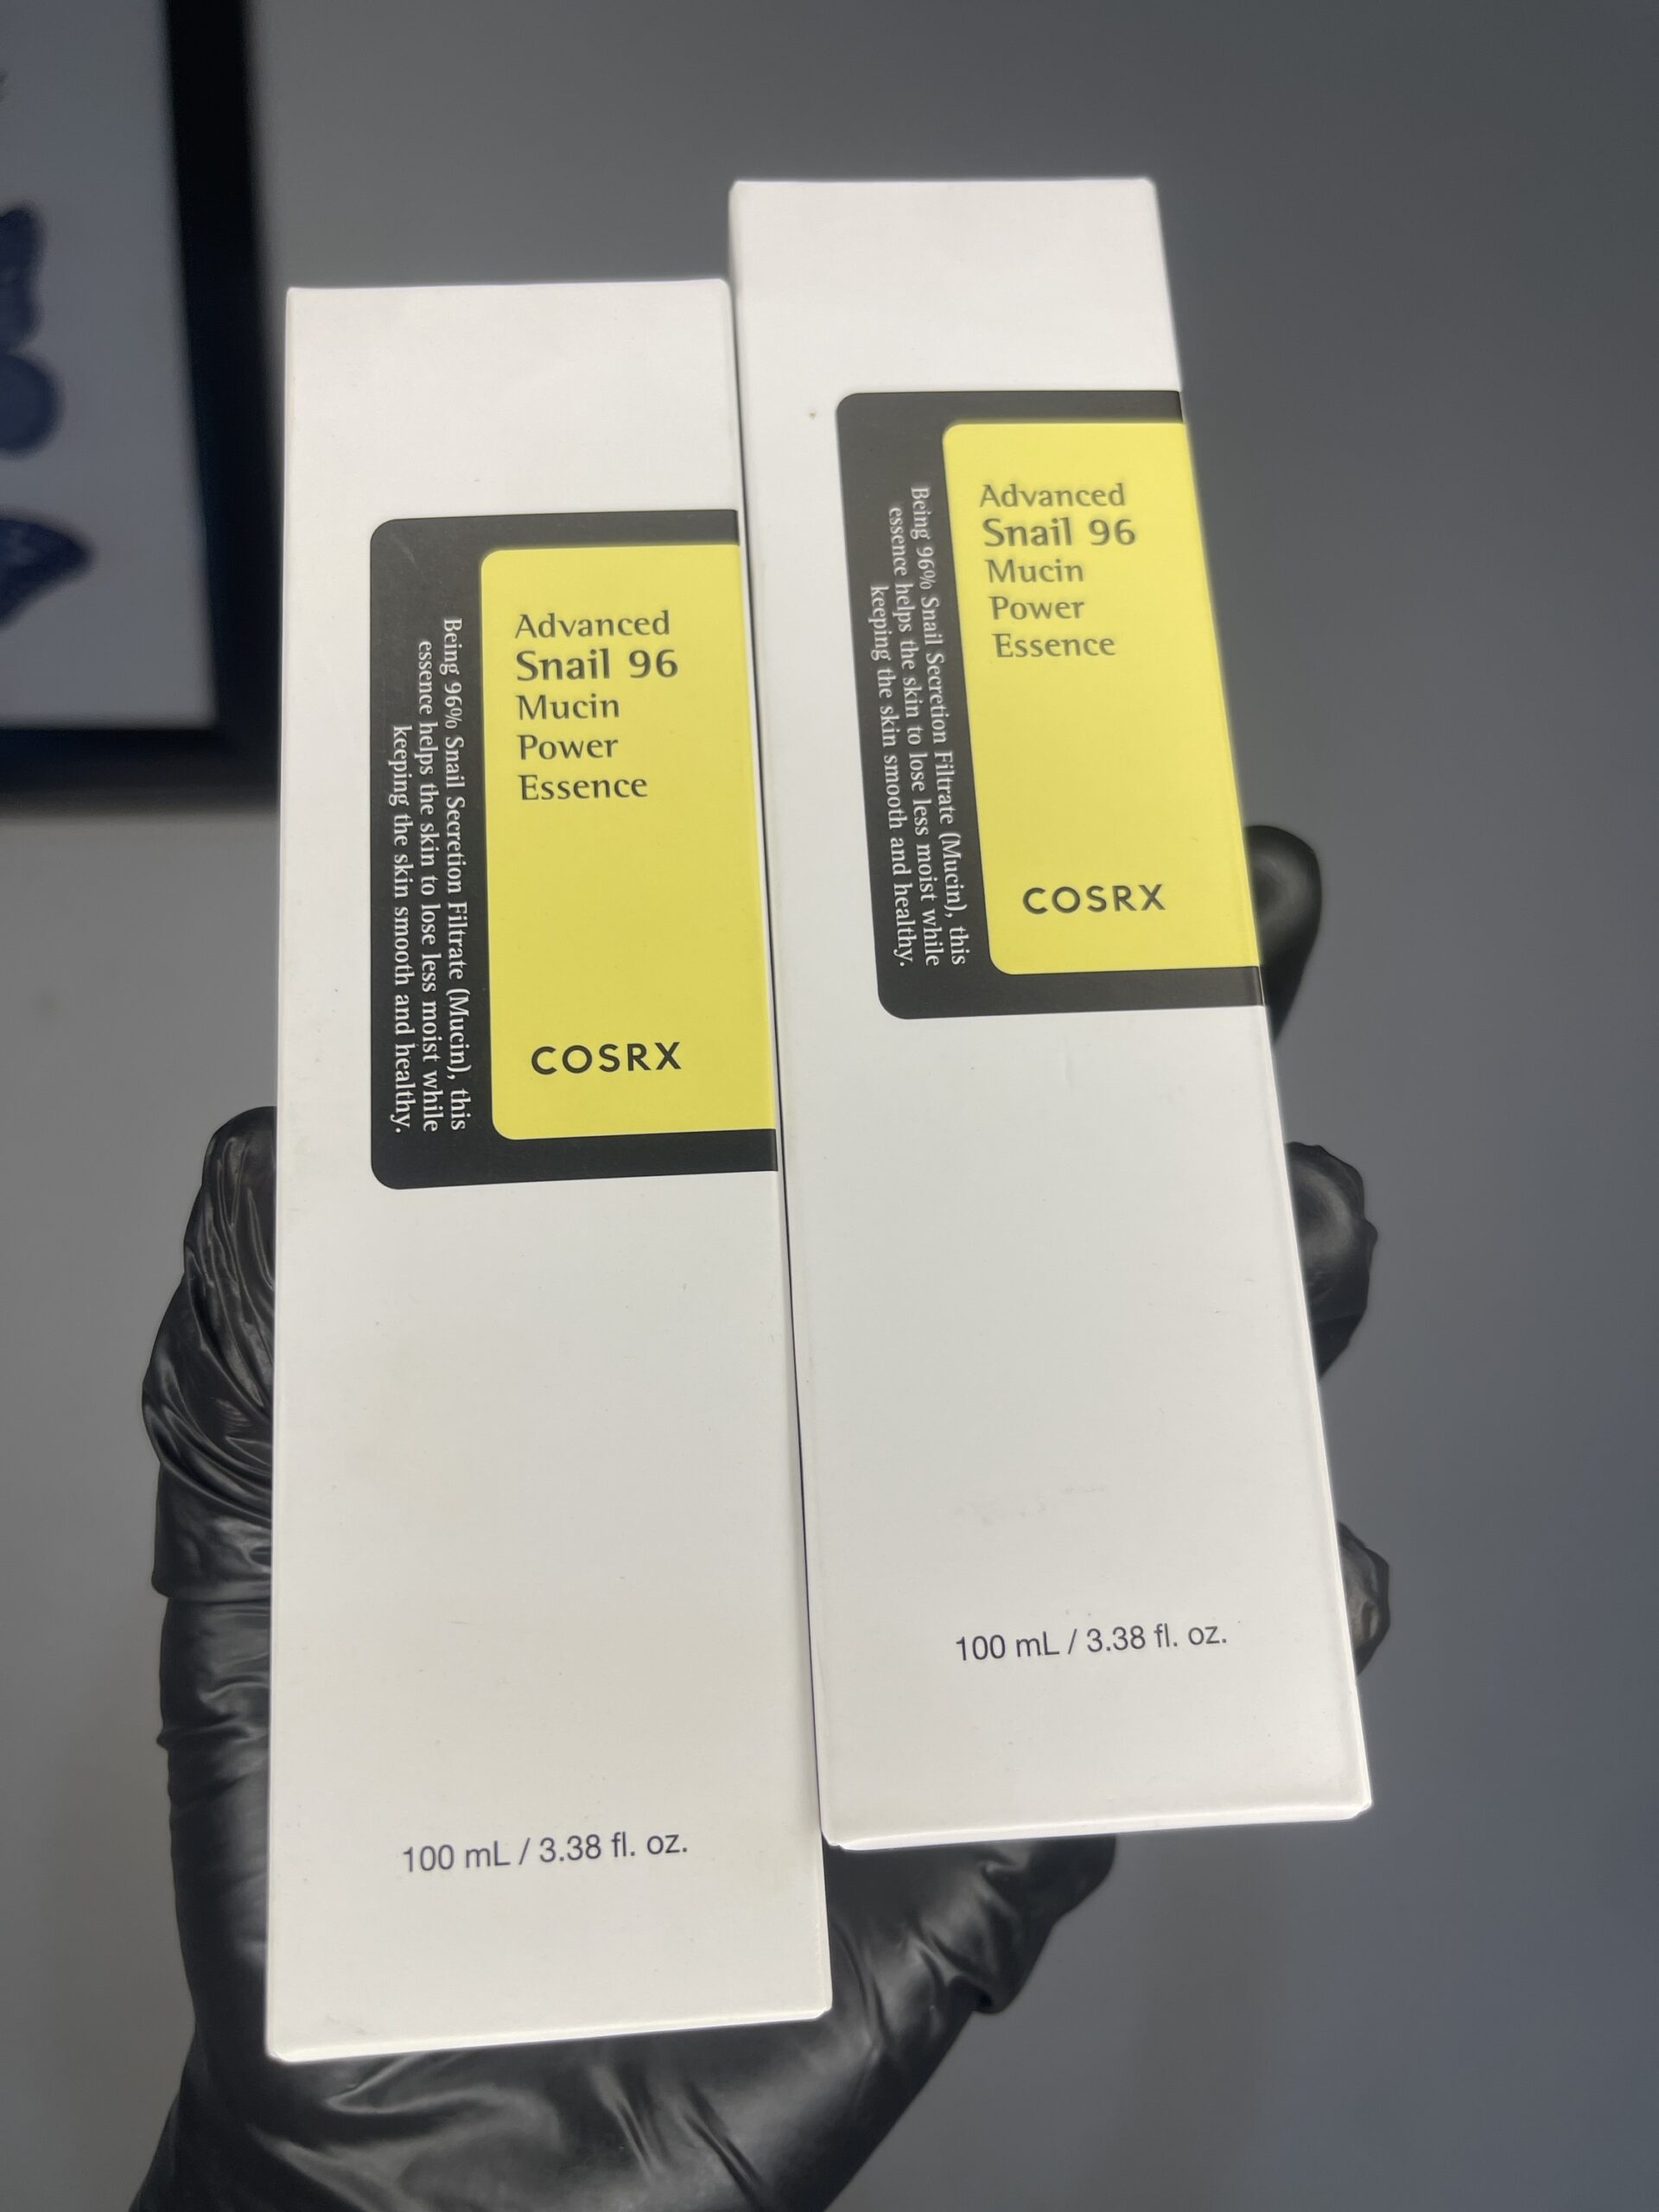 Advanced
Snail 96
Mucin
Power
Essence
COSRX
Being 96% Snail Secretion Filtrate (Mucin), this
essence helps the skin to lose less moist while
keeping the skin smooth and healthy.
100 mL / 3.38 fl. oz.
Advanced
Snail 96
Mucin
Power
Essence
COSRX
Being 96% Snail Secretion Filtrate (Mucin), this
essence helps the skin to lose less moist while
keeping the skin smooth and healthy.
100 mL / 3.38 fl. oz.